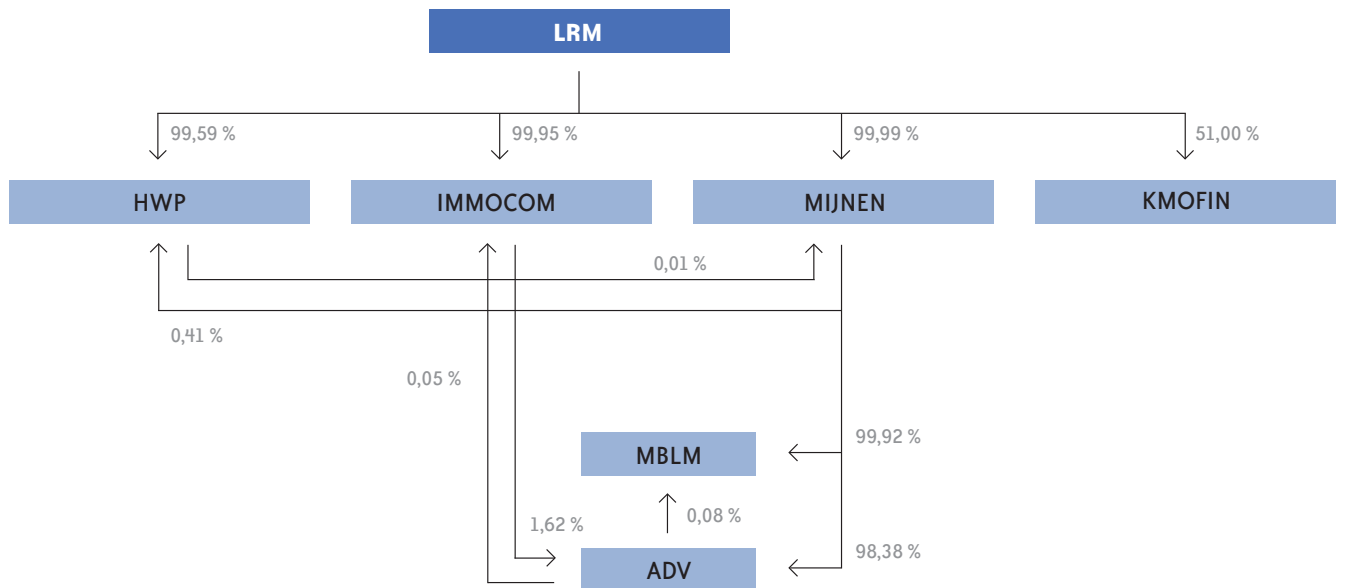 LRM
99,59 %
99,95 %
99,99 %
51,00 %
HWP
IMMOCOM
MIJNEN
KMOFIN
0,01 %
0,41 %
0,05 %
99,92 %
MBLM
0,08 %
1,62 %
98,38 %
ADV